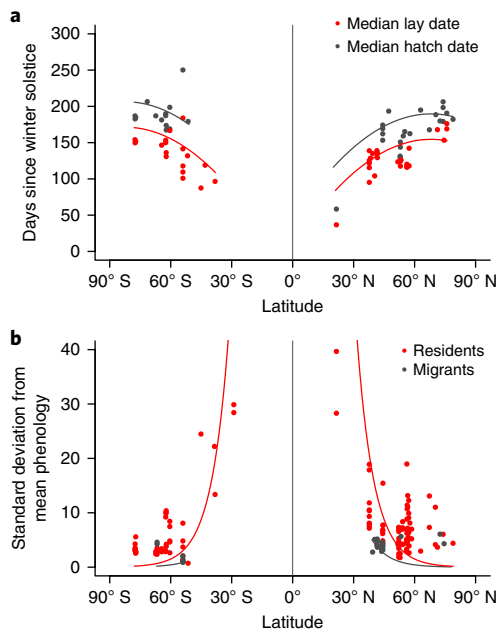 a
Median lay date
Median hatch date
300
250
200
150
100
50
0
Days since winter solstice
90° S 60° S 30° S 0° 30° N 60° N 90° N
Latitude
b
Residents
Migrants
40
30
20
10
0
Standard deviation from
mean phenology
90° S 60° S 30° S 0° 30° N 60° N 90° N
Latitude